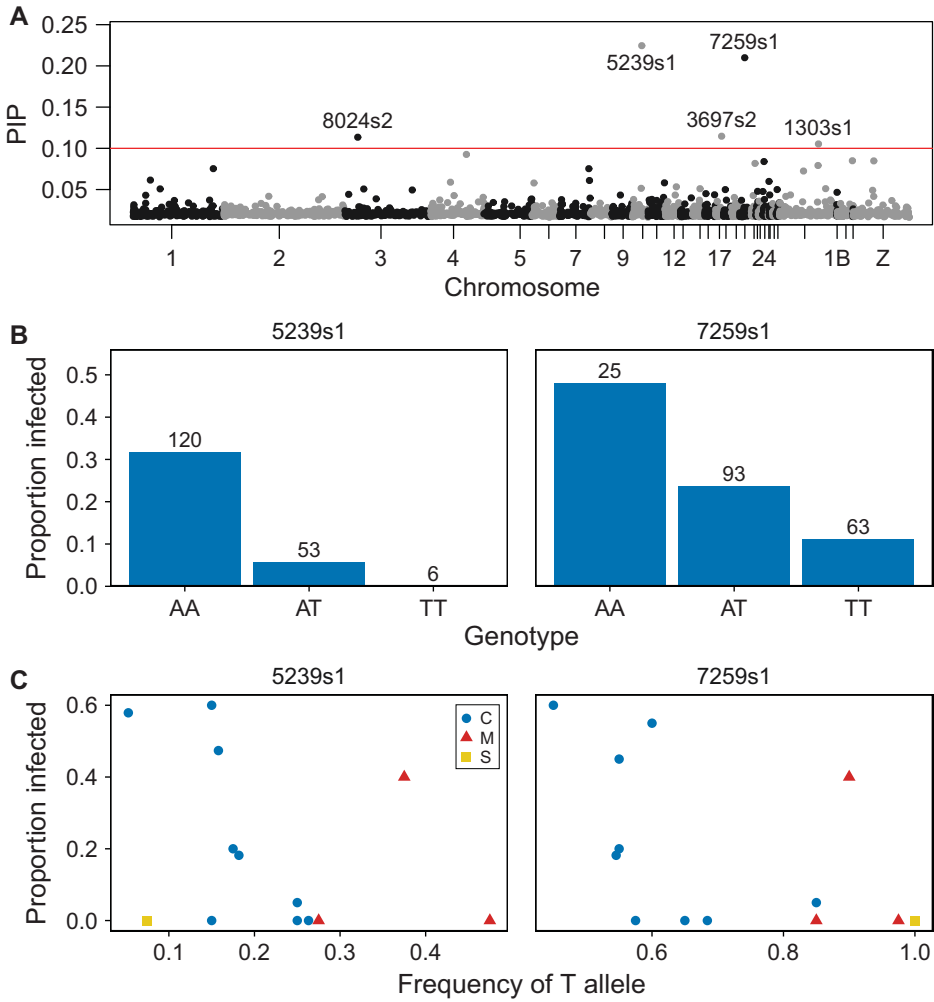 A
0.25
0.20
0.15
0.10
0.05
PIP
8024s2
5239s1
7259s1
3697s2
1303s1
1 2 3 4 5 7 9 12 17 24 1B Z
Chromosome
B
5239s1 7259s1
Proportion infected
0.5
0.4
0.3
0.2
0.1
0.0
120 53 6
25 93 63
AA AT TT AA AT TT
Genotype
C
5239s1 7259s1
Proportion infected
0.6
0.4
0.2
0.0
C
M
S
0.1 0.2 0.3 0.4 0.6 0.8 1.0
Frequency of T allele